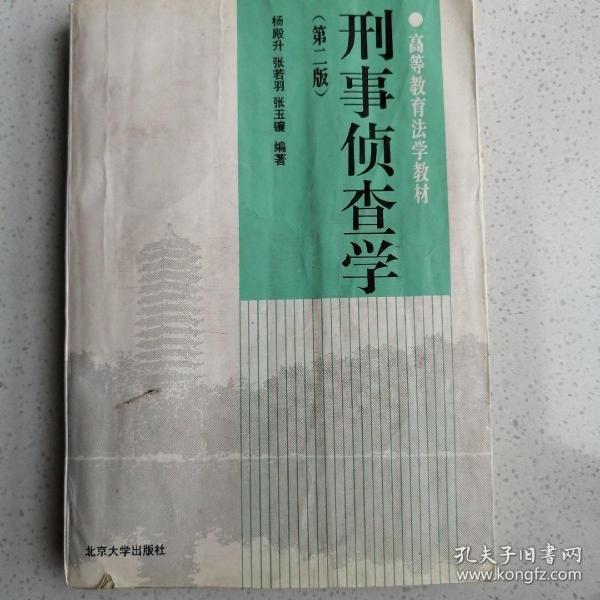 ●高等教育法学教材
刑事侦查学
（第二版）
杨殿升 张若羽 张玉镶 编著
北京大学出版社
孔夫子旧书网
www.kongfz.com